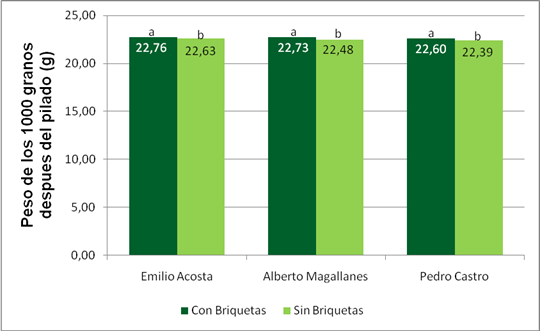 Peso de los 1000 granos
despues del pilado (g)
25,00
20,00
15,00
10,00
5,00
0,00
a b a b a b
22,76 22,63 22,73 22,48 22,60 22,39
Emilio Acosta Alberto Magallanes Pedro Castro
Con Briquetas Sin Briquetas